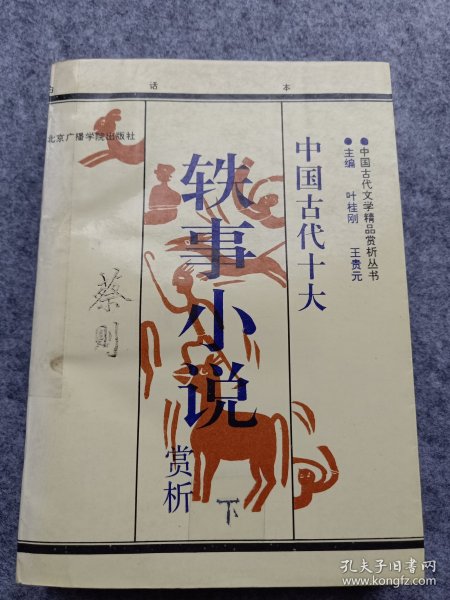 白话本
北京广播学院出版社
●中国古代文学精品赏析丛书
●主编 叶桂刚 王贵元
中国古代十大
轶事小说
赏析
下
蔡刚
孔夫子旧书网
www.kongfz.com